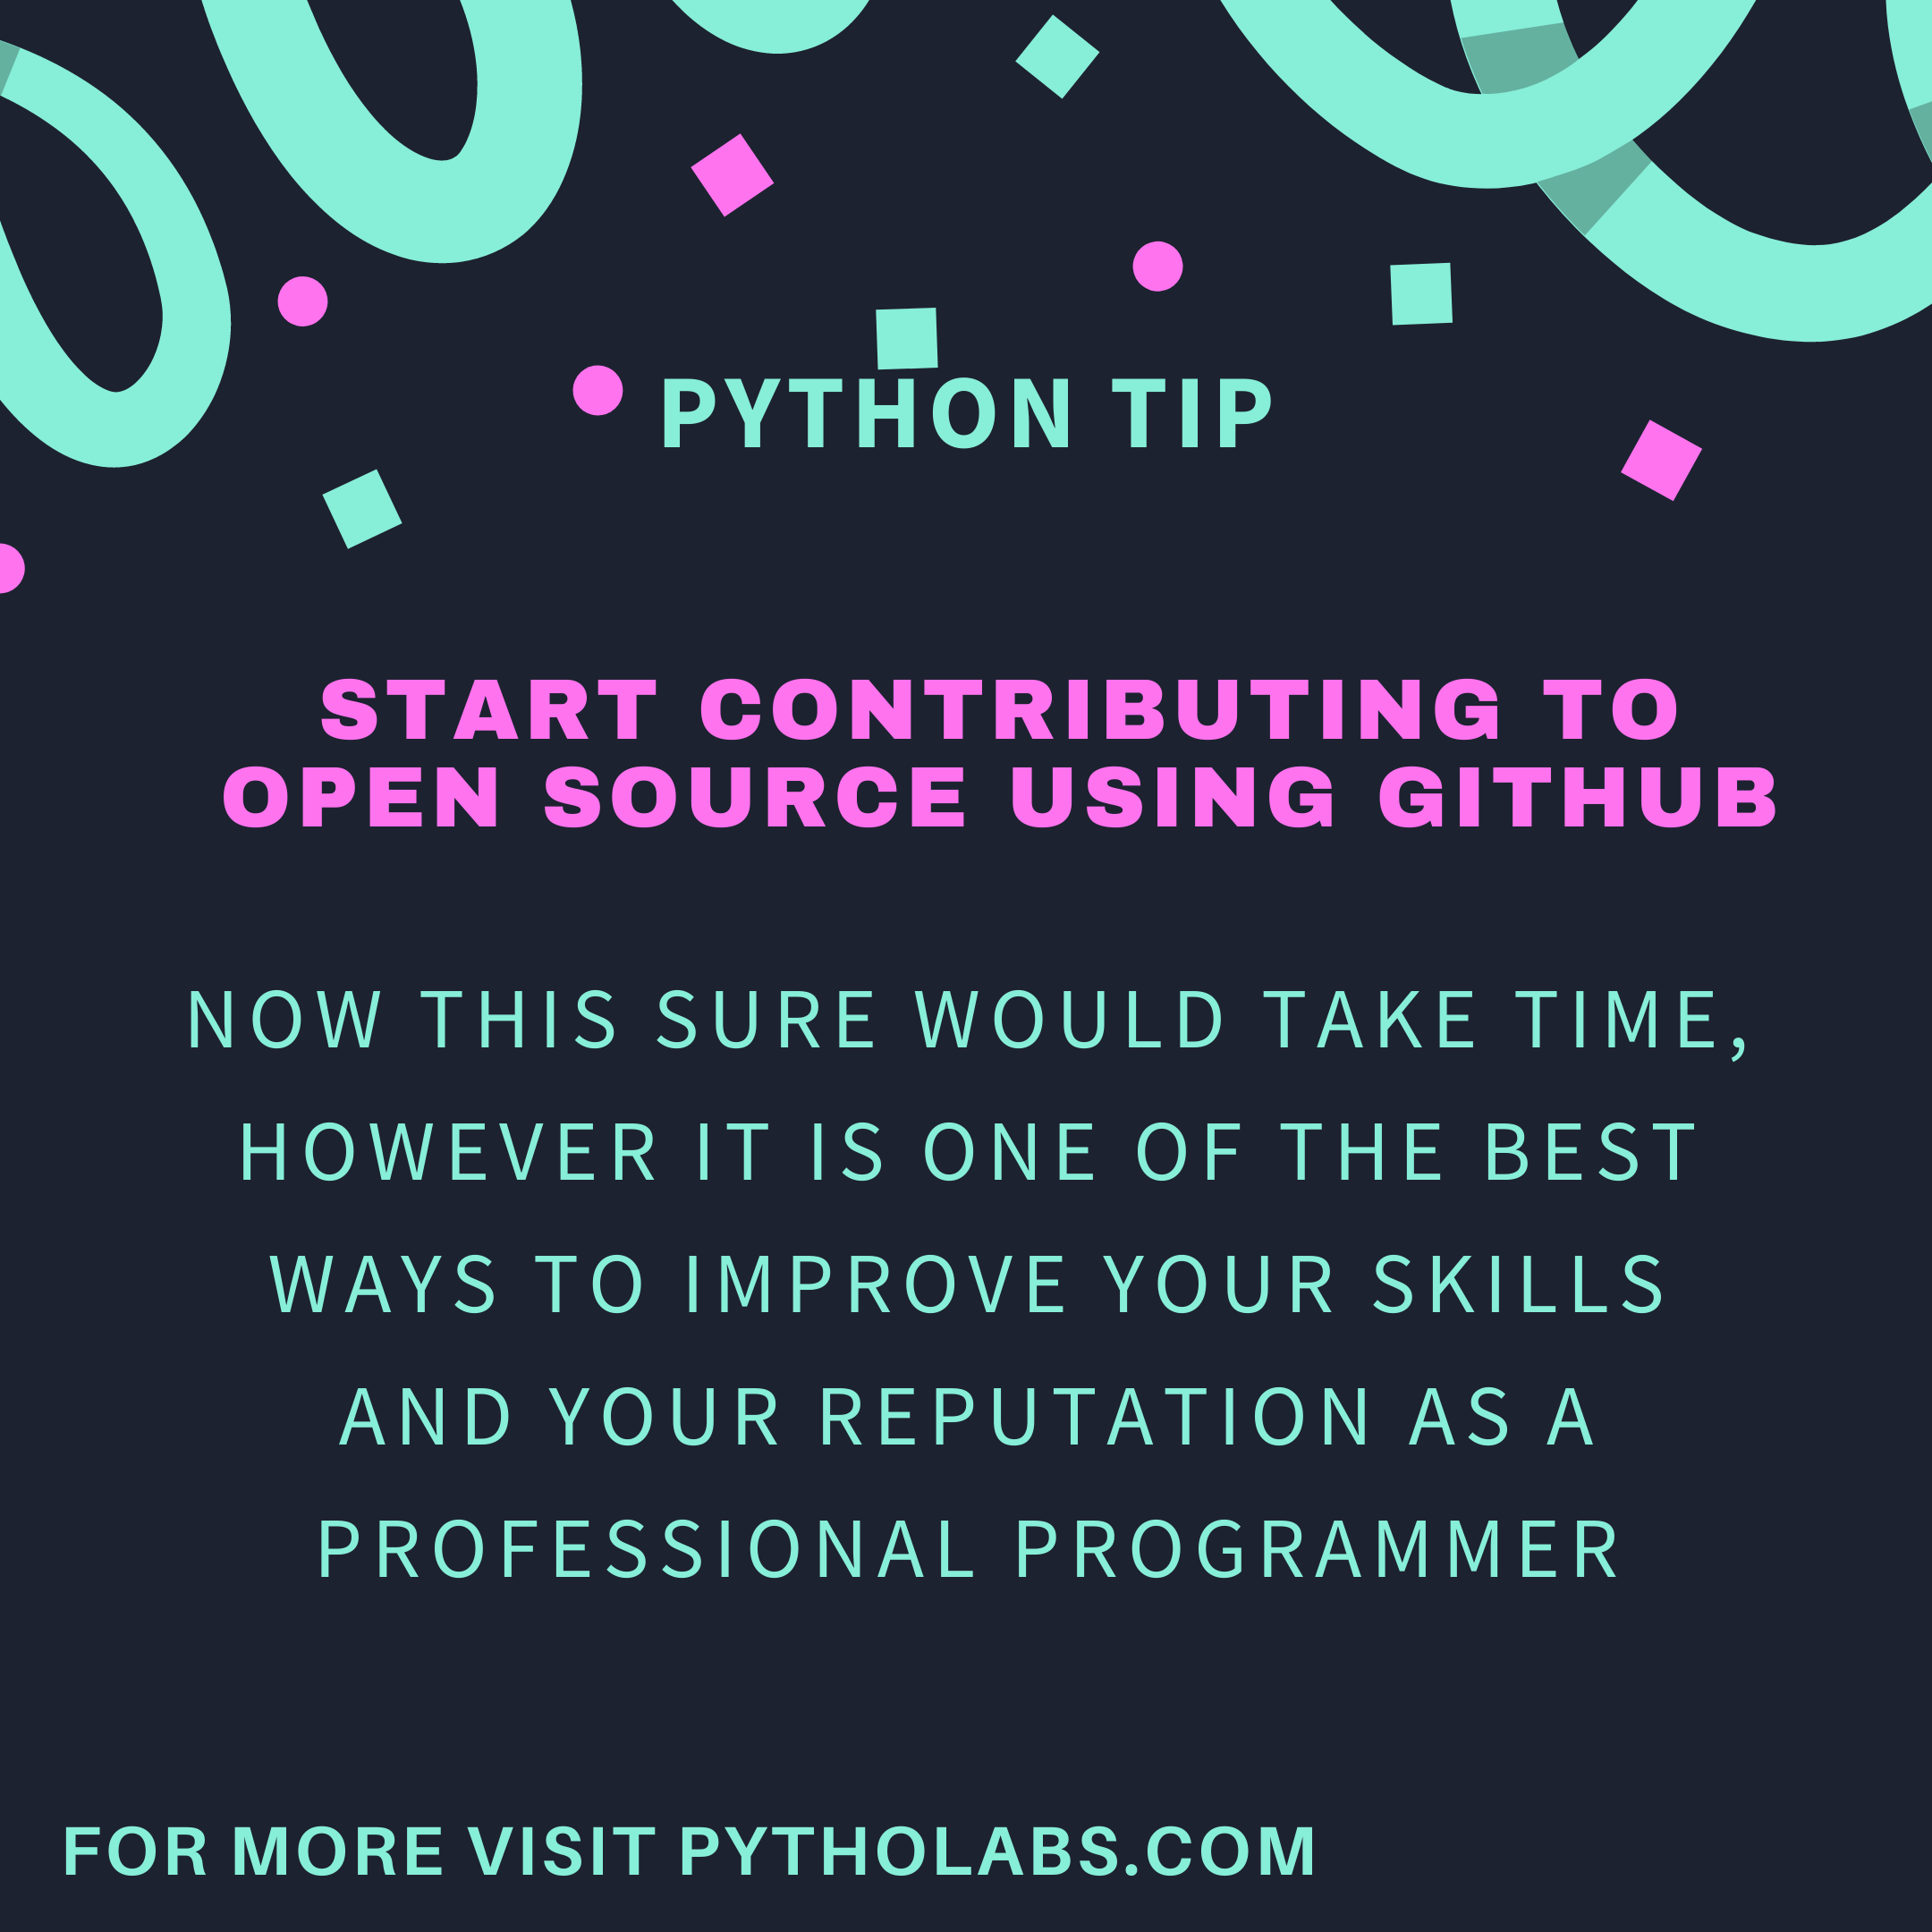 PYTHON TIP
START CONTRIBUTING TO
OPEN SOURCE USING GITHUB
NOW THIS SURE WOULD TAKE TIME,
HOWEVER IT IS ONE OF THE BEST
WAYS TO IMPROVE YOUR SKILLS
AND YOUR REPUTATION AS A
PROFESSIONAL PROGRAMMER
FOR MORE VISIT PYTHOLABS.COM